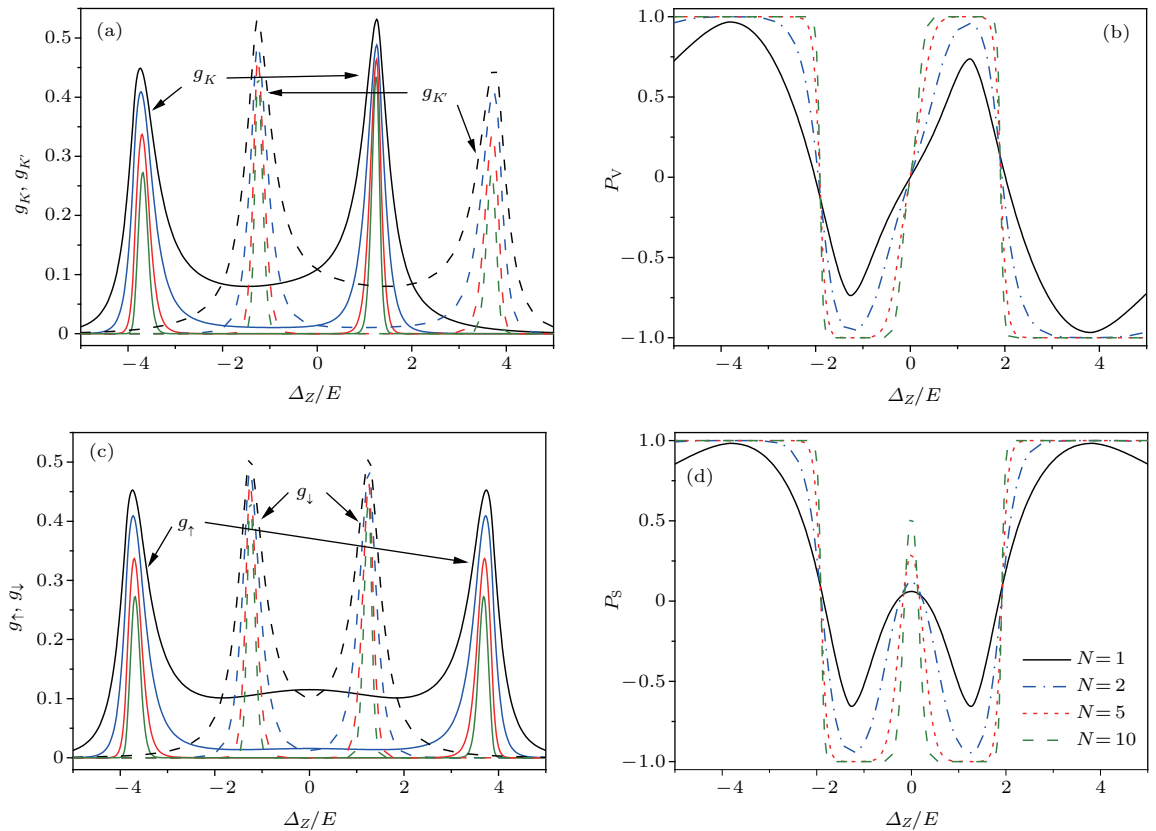 (a)
g_K
g_K′
g_K, g_K′
0.5
0.4
0.3
0.2
0.1
0
−4
−2
0
2
4
Δ_Z/E
(b)
P_V
1.0
0.5
0
−0.5
−1.0
−4
−2
0
2
4
Δ_Z/E
(c)
g_↓
g_↑
g_↑, g_↓
0.5
0.4
0.3
0.2
0.1
0
−4
−2
0
2
4
Δ_Z/E
(d)
P_S
1.0
0.5
0
−0.5
−1.0
N=1
N=2
N=5
N=10
−4
−2
0
2
4
Δ_Z/E